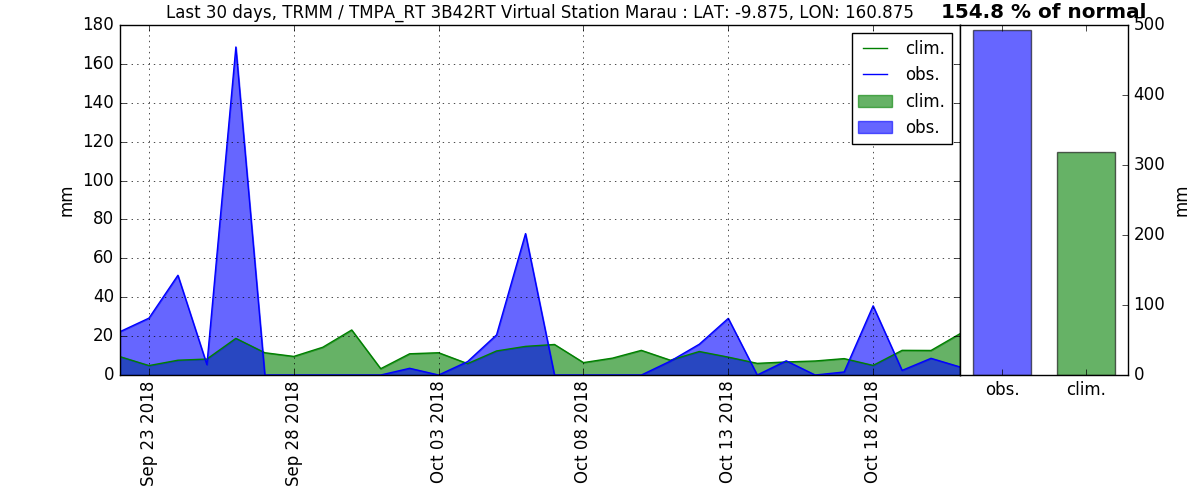 Last 30 days, TRMM / TMPA_RT 3B42RT Virtual Station Marau : LAT: -9.875, LON: 160.875
154.8 % of normal
180
160
140
120
100
80
60
40
20
0
mm
clim.
obs.
clim.
obs.
Sep 23 2018
Sep 28 2018
Oct 03 2018
Oct 08 2018
Oct 13 2018
Oct 18 2018
500
400
300
200
100
0
mm
obs.
clim.